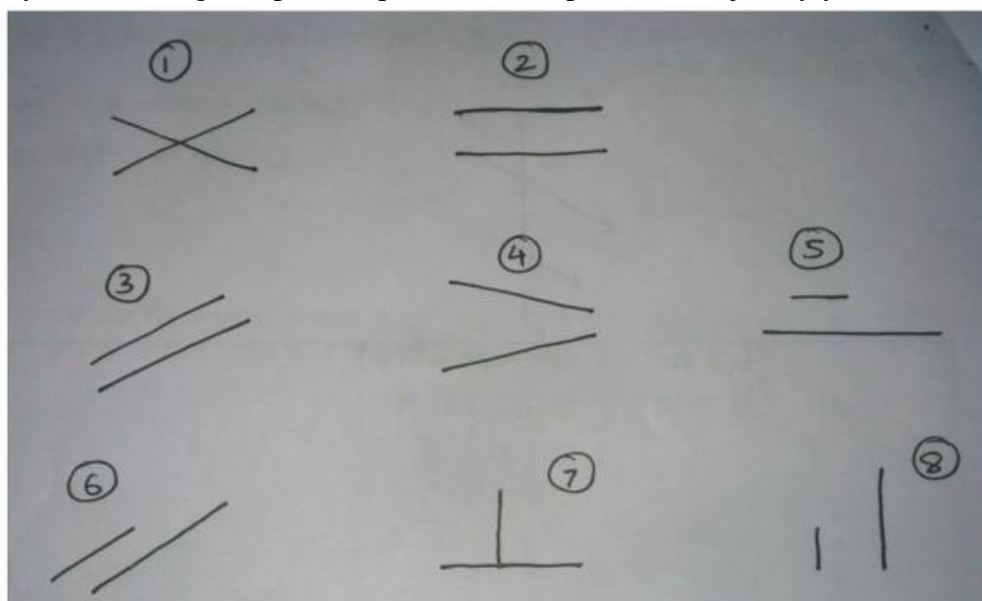 ① ②
③ ④ ⑤
⑥ ⑦ ⑧